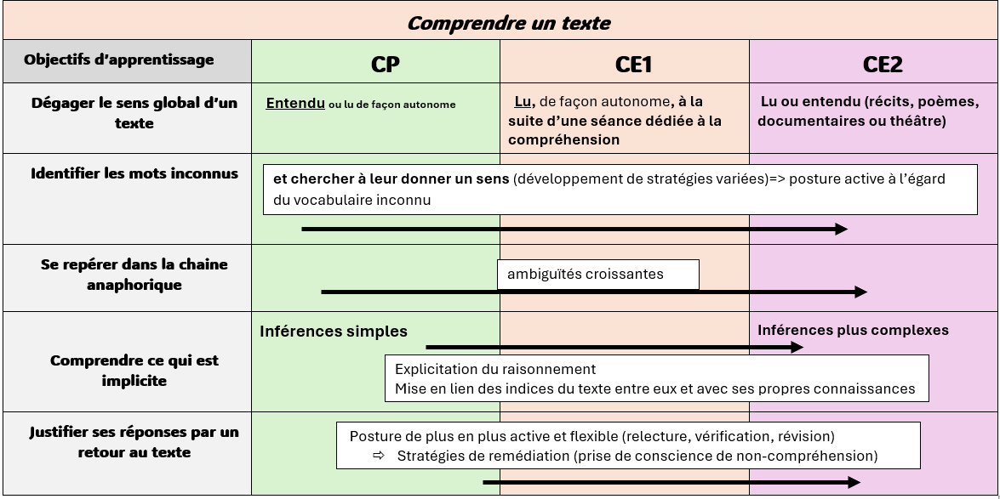 Comprendre un texte
Objectifs d’apprentissage
CP
CE1
CE2
Dégager le sens global d’un
texte
Entendu ou lu de façon autonome
Lu, de façon autonome, à la
suite d’une séance dédiée à la
compréhension
Lu ou entendu (récits, poèmes,
documentaires ou théâtre)
Identifier les mots inconnus
et chercher à leur donner un sens (développement de stratégies variées)=> posture active à l’égard
du vocabulaire inconnu
Se repérer dans la chaine
anaphorique
ambiguïtés croissantes
Comprendre ce qui est
implicite
Inférences simples
Inférences plus complexes
Explicitation du raisonnement
Mise en lien des indices du texte entre eux et avec ses propres connaissances
Justifier ses réponses par un
retour au texte
Posture de plus en plus active et flexible (relecture, vérification, révision)
⇨ Stratégies de remédiation (prise de conscience de non-compréhension)